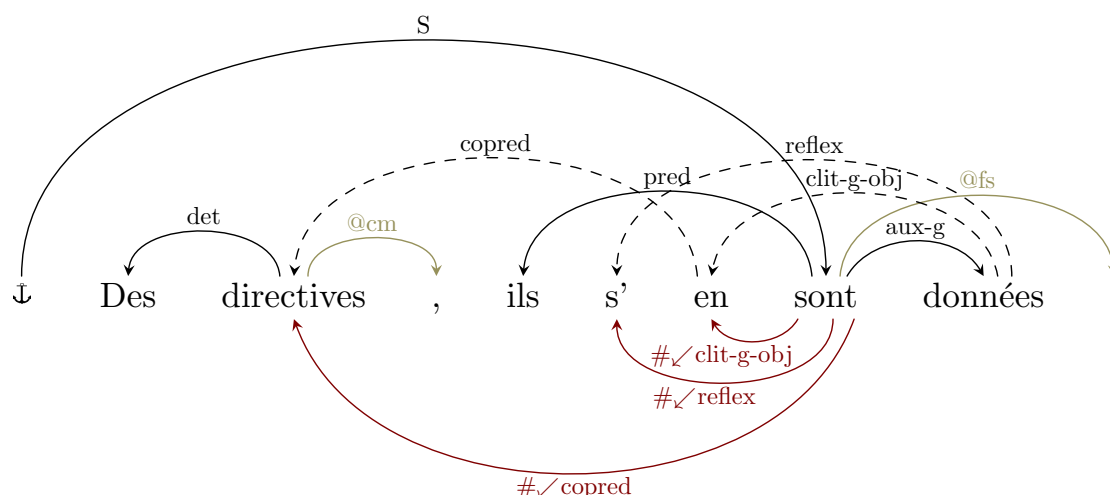 S
copred
reflex
pred
clit-g-obj
@fs
det
@cm
aux-g
⚓ Des directives , ils s' en sont données
#↙clit-g-obj
#↙reflex
#↙copred